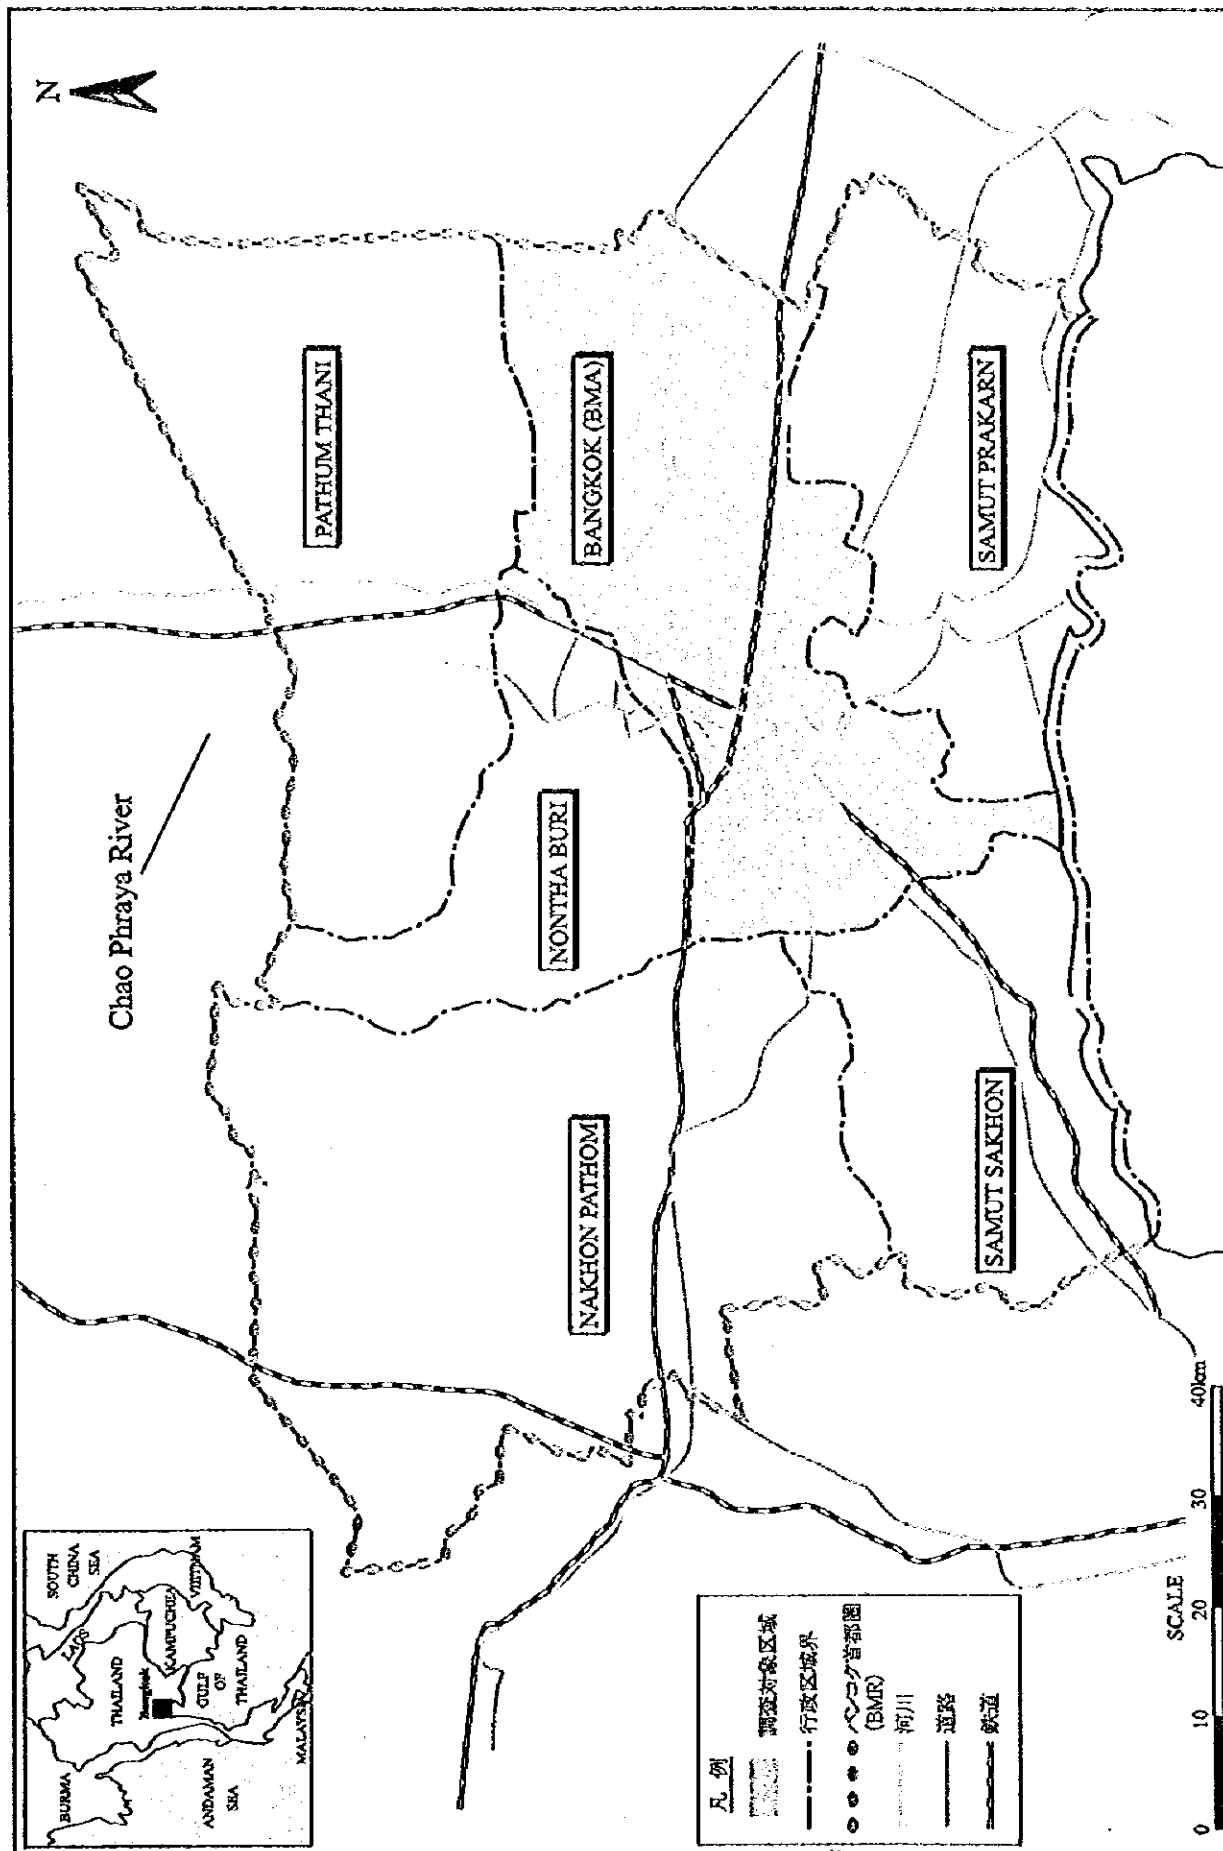 N
Chao Phraya River
PATHUM THANI
BANGKOK (BMA)
NONTHA BURI
NAKHON PATHOM
SAMUT PRAKARN
SAMUT SAKHON
BURMA
LAOS
SOUTH
CHINA
SEA
THAILAND
Bangkok
KAMPUCHEA
VIETNAM
ANDAMAN
SEA
GULF
OF
THAILAND
MALAYSIA
凡 例
調査対象区域
行政区域界
バンコク首都圏
(BMR)
河川
道路
鉄道
SCALE
0 10 20 30 40km